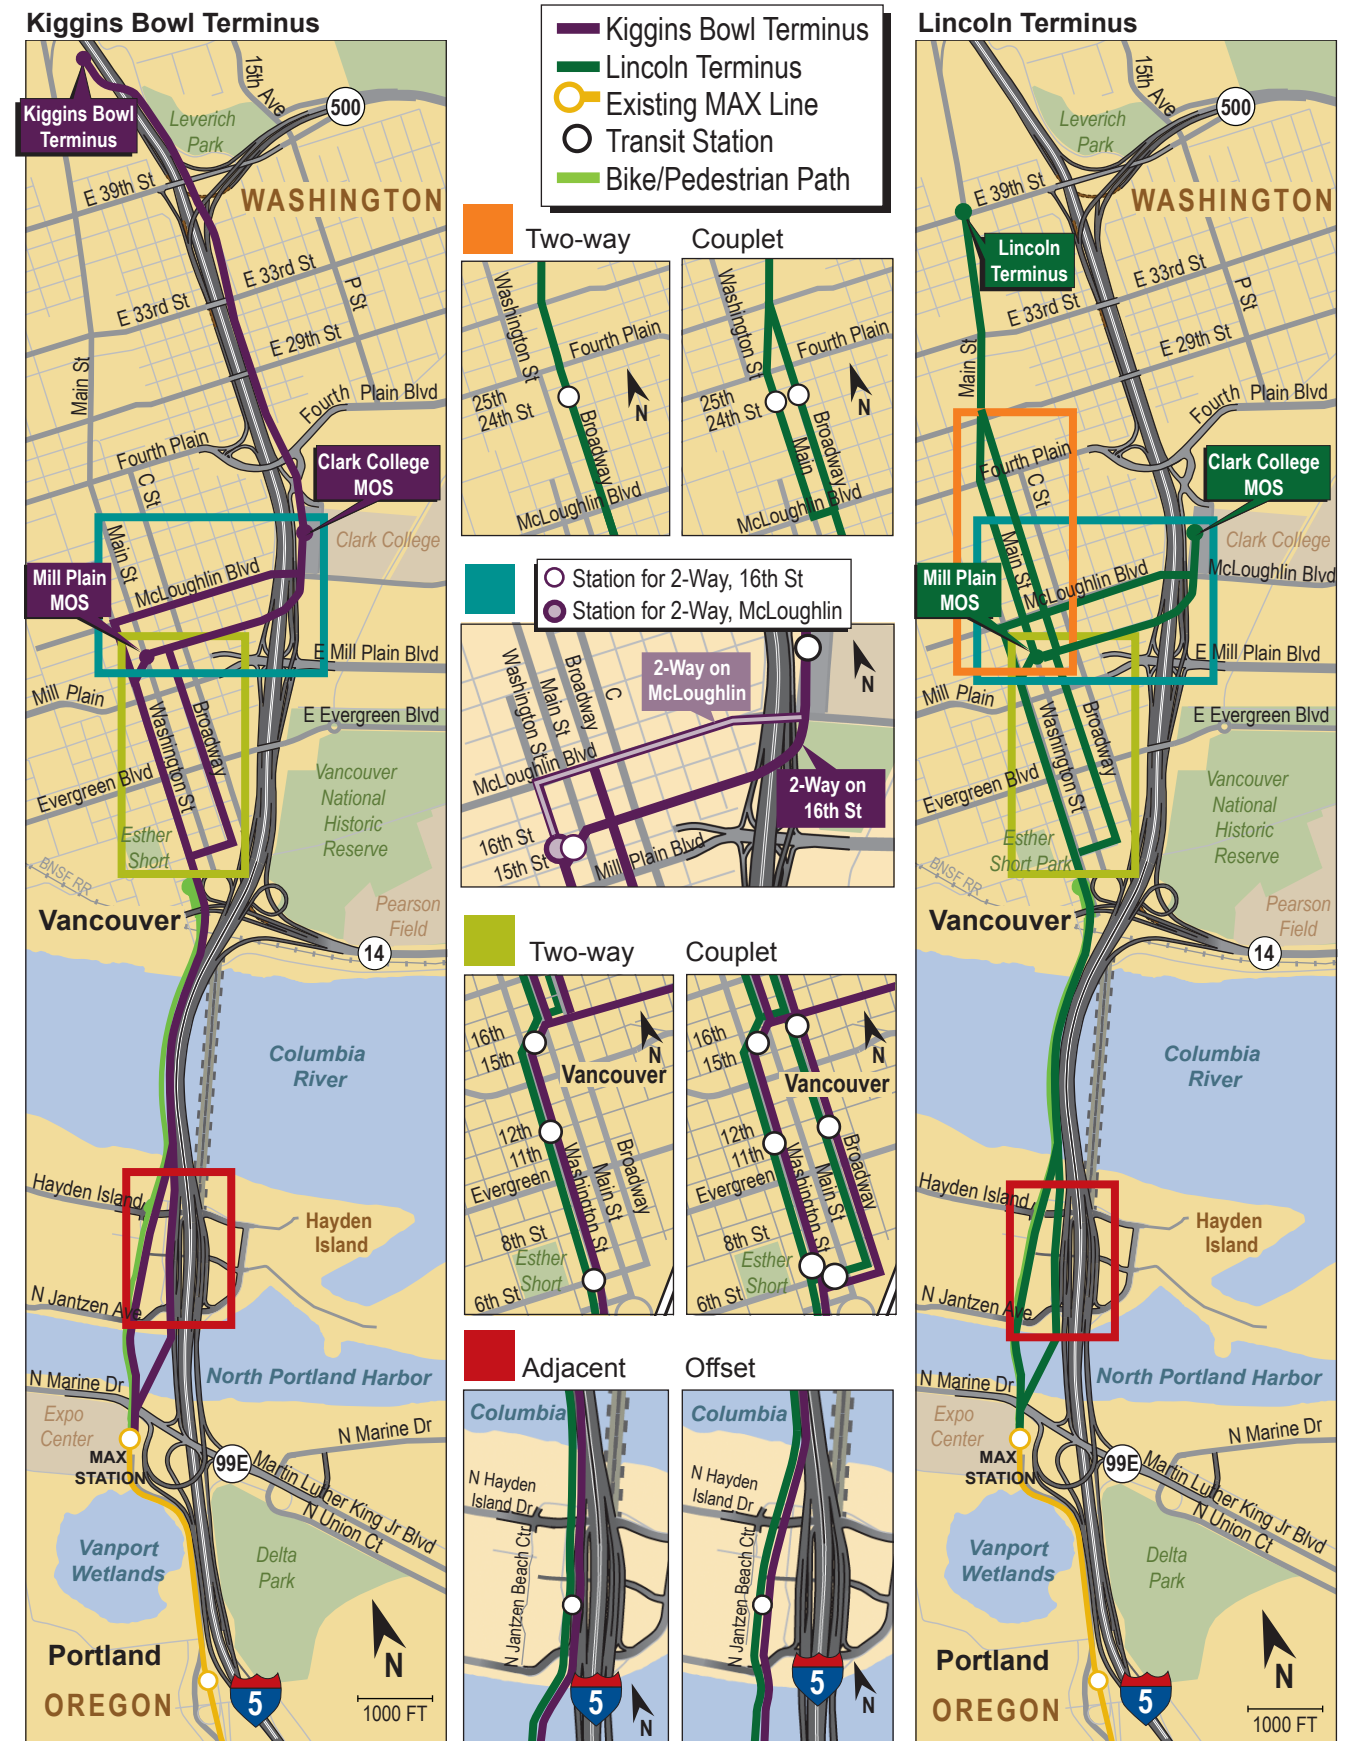 Kiggins Bowl Terminus
Kiggins Bowl
Terminus
Leverich
Park
15th Ave
500
E 39th St
WASHINGTON
E 33rd St
E 33rd St
P St
E 29th St
Main St
Fourth Plain Blvd
Fourth Plain
C St
Clark College
MOS
Main St
Clark College
Mill Plain
MOS
McLoughlin Blvd
E Mill Plain Blvd
Mill Plain
Washington St
Broadway
E Evergreen Blvd
Evergreen Blvd
Vancouver
National
Historic
Reserve
Esther
Short
BNSF RR
Vancouver
Pearson
Field
14
Columbia
River
Hayden Island
Hayden
Island
N Jantzen Ave
North Portland Harbor
N Marine Dr
Expo
Center
N Marine Dr
MAX
STATION
99E
Martin Luther King Jr Blvd
N Union Ct
Vanport
Wetlands
Delta
Park
Portland
OREGON
5
N
1000 FT
Kiggins Bowl Terminus
Lincoln Terminus
Existing MAX Line
Transit Station
Bike/Pedestrian Path
Two-way
Couplet
Washington St
Fourth Plain
25th
24th St
Broadway
McLoughlin Blvd
N
Washington St
Fourth Plain
25th
24th St
Main
Broadway
McLoughlin Blvd
N
Station for 2-Way, 16th St
Station for 2-Way, McLoughlin
Washington St
Main St
Broadway
C
2-Way on
McLoughlin
N
McLoughlin Blvd
2-Way on
16th St
16th St
15th St
Mill Plain Blvd
Two-way
Couplet
16th
15th
N
Vancouver
12th
11th
Evergreen
Washington St
Main St
Broadway
8th St
Esther
Short
6th St
16th
15th
N
Vancouver
12th
11th
Evergreen
Washington St
Main St
Broadway
8th St
Esther
Short
6th St
Adjacent
Offset
Columbia
N Hayden
Island Dr
N Jantzen Beach Ctr
5
N
Columbia
N Hayden
Island Dr
N Jantzen Beach Ctr
5
N
Lincoln Terminus
Leverich
Park
15th Ave
500
E 39th St
WASHINGTON
Lincoln
Terminus
E 33rd St
E 33rd St
P St
E 29th St
Main St
Fourth Plain Blvd
Fourth Plain
C St
Clark College
MOS
Main St
Clark College
McLoughlin Blvd
Mill Plain
MOS
McLoughlin Blvd
E Mill Plain Blvd
Mill Plain
Washington St
Broadway
E Evergreen Blvd
Evergreen Blvd
Vancouver
National
Historic
Reserve
Esther
Short Park
BNSF RR
Vancouver
Pearson
Field
14
Columbia
River
Hayden Island
Hayden
Island
N Jantzen Ave
North Portland Harbor
N Marine Dr
Expo
Center
N Marine Dr
MAX
STATION
99E
Martin Luther King Jr Blvd
N Union Ct
Vanport
Wetlands
Delta
Park
Portland
OREGON
5
N
1000 FT